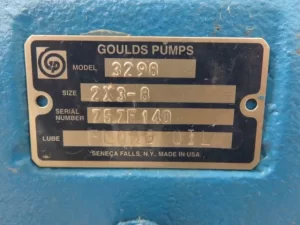 GOULDS PUMPS
MODEL 3298
SIZE 2X3-8
SERIAL NUMBER 757F140
LUBE
SENECA FALLS, N.Y. MADE IN USA